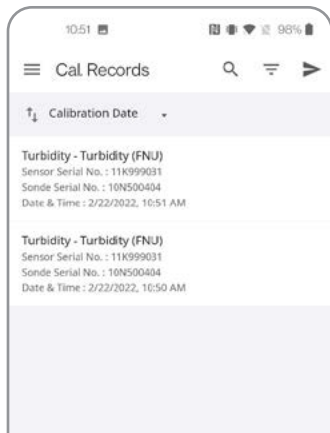 10:51 98%
Cal. Records
Calibration Date
Turbidity - Turbidity (FNU)
Sensor Serial No. : 11K999031
Sonde Serial No. : 10N500404
Date & Time : 2/22/2022, 10:51 AM
Turbidity - Turbidity (FNU)
Sensor Serial No. : 11K999031
Sonde Serial No. : 10N500404
Date & Time : 2/22/2022, 10:50 AM